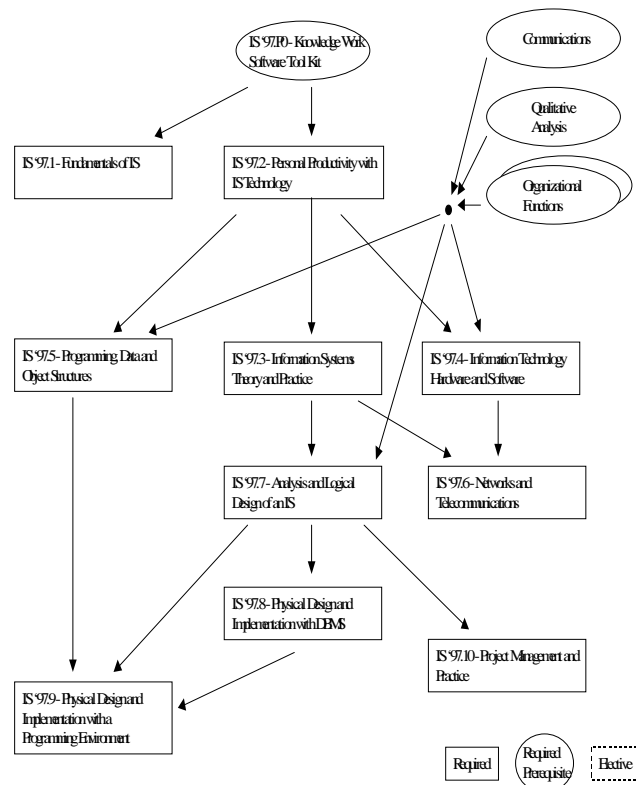 IS '97.P0 - Knowledge Work
Software Tool Kit
Communications
Qualitative
Analysis
Organizational
Functions
IS '97.1 - Fundamentals of IS
IS '97.2 - Personal Productivity with
IS Technology
IS '97.5 - Programming, Data and
Object Structures
IS '97.3 - Information Systems
Theory and Practice
IS '97.4 - Information Technology
Hardware and Software
IS '97.7 - Analysis and Logical
Design of an IS
IS '97.6 - Networks and
Telecommunications
IS '97.8 - Physical Design and
Implementation with DBMS
IS '97.10 - Project Management and
Practice
IS '97.9 - Physical Design and
Implementation with a
Programming Environment
Required
Required
Prerequisite
Elective